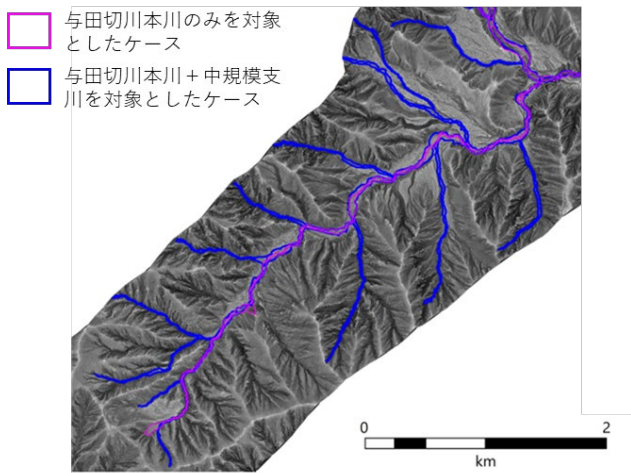 与田切川本川のみを対象
としたケース
与田切川本川＋中規模支
川を対象としたケース
0
2
km